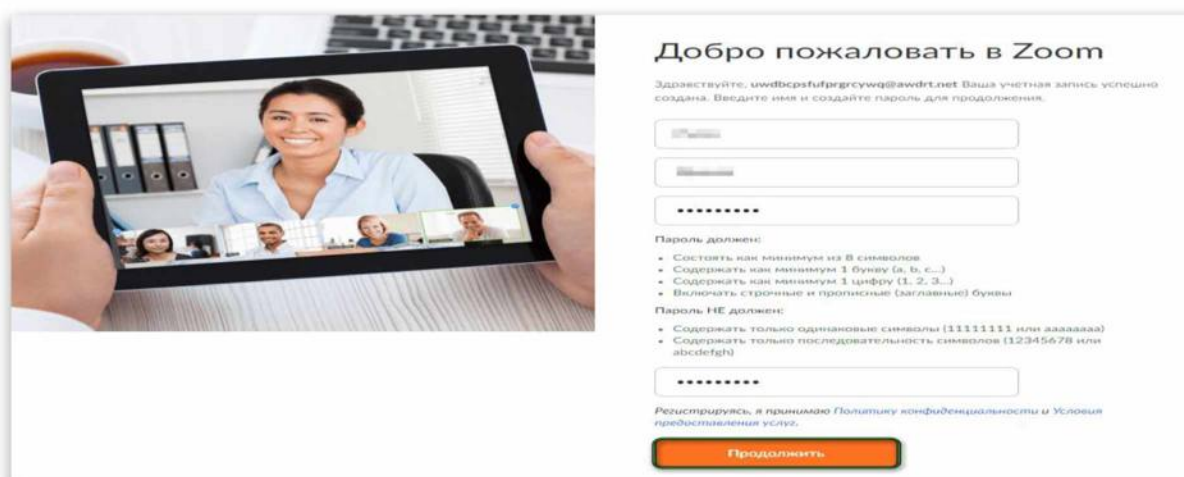 Добро пожаловать в Zoom
Здравствуйте, uwdbcpsfufprgrcywq@awdrt.net Ваша учетная запись успешно
создана. Введите имя и создайте пароль для продолжения.
•••••••••
Пароль должен:
• Состоять как минимум из 8 символов
• Содержать как минимум 1 букву (a, b, c...)
• Содержать как минимум 1 цифру (1, 2, 3...)
• Включать строчные и прописные (заглавные) буквы
Пароль НЕ должен:
• Содержать только одинаковые символы (11111111 или aaaaaaaa)
• Содержать только последовательность символов (12345678 или
abcdefgh)
•••••••••
Регистрируясь, я принимаю Политику конфиденциальности и Условия
предоставления услуг.
Продолжить